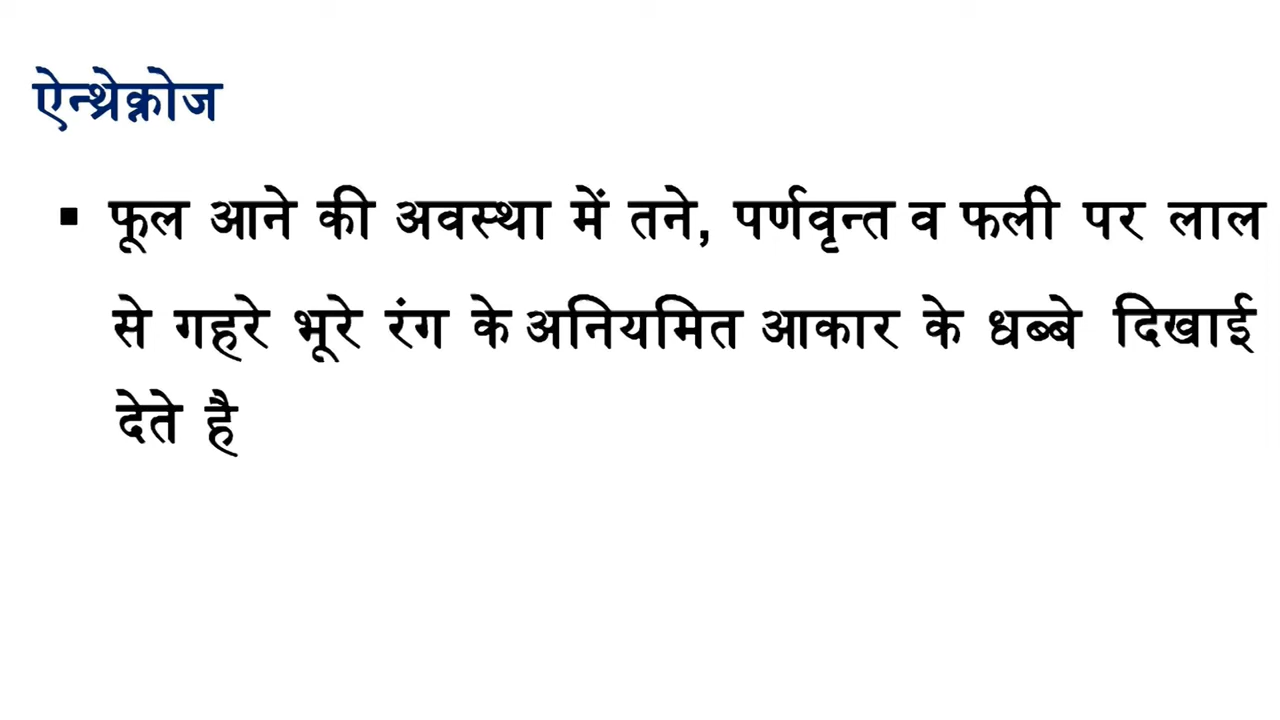 ऐन्थ्रेक्नोज
▪ फूल आने की अवस्था में तने, पर्णवृन्त व फली पर लाल
से गहरे भूरे रंग के अनियमित आकार के धब्बे दिखाई
देते है